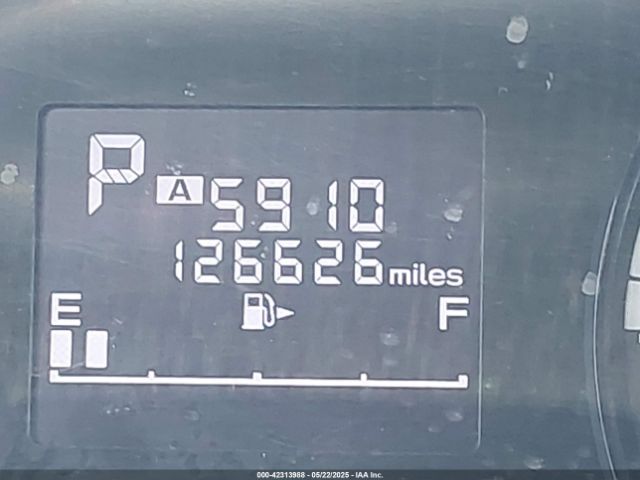 P
A 5910
126626 miles
E F
000-42313988 - 05/22/2025 - IAA Inc.